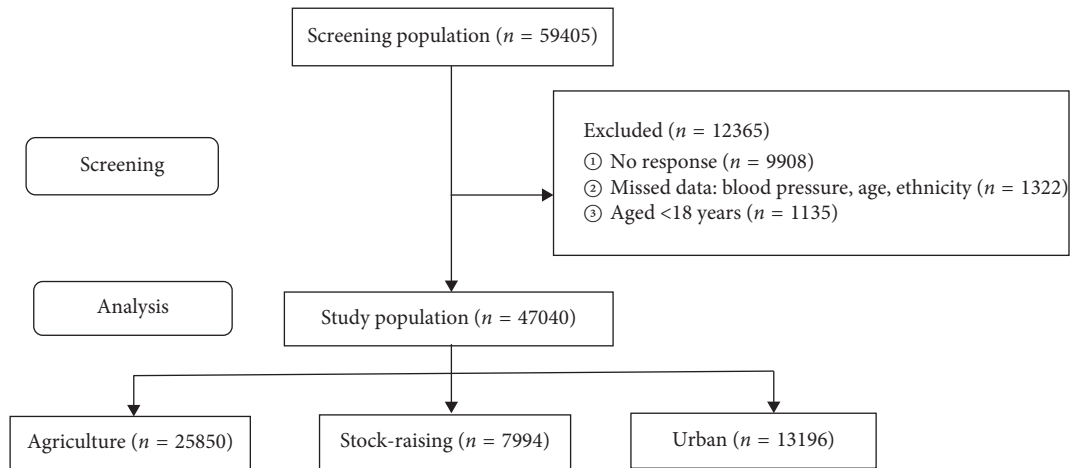 Screening population (n = 59405)
Screening
Excluded (n = 12365)
① No response (n = 9908)
② Missed data: blood pressure, age, ethnicity (n = 1322)
③ Aged <18 years (n = 1135)
Analysis
Study population (n = 47040)
Agriculture (n = 25850)
Stock-raising (n = 7994)
Urban (n = 13196)